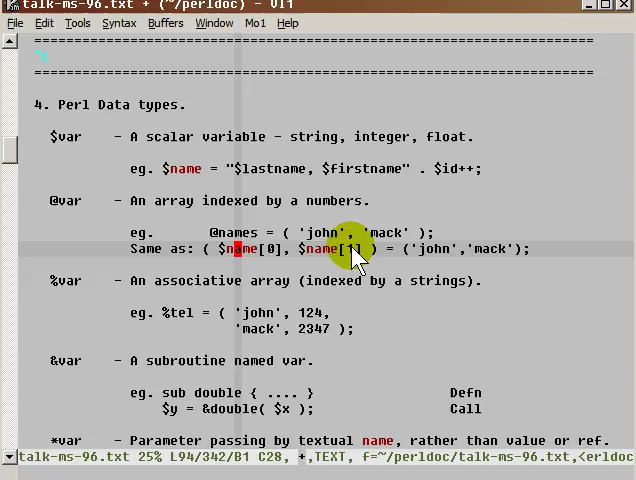 talk-ms-96.txt + (~/perldoc) - VI1
File Edit Tools Syntax Buffers Window Mo1 Help
======================================================================
^L
======================================================================
4. Perl Data types.
$var - A scalar variable - string, integer, float.
eg. $name = "$lastname, $firstname" . $id++;
@var - An array indexed by a numbers.
eg. @names = ( 'john', 'mack' );
Same as: ( $name[0], $name[1] ) = ('john','mack');
%var - An associative array (indexed by a strings).
eg. %tel = ( 'john', 124,
'mack', 2347 );
&var - A subroutine named var.
eg. sub double { .... } Defn
$y = &double( $x ); Call
*var - Parameter passing by textual name, rather than value or ref.
talk-ms-96.txt 25% L94/342/B1 C28, +,TEXT, f=~/perldoc/talk-ms-96.txt,<erldoc